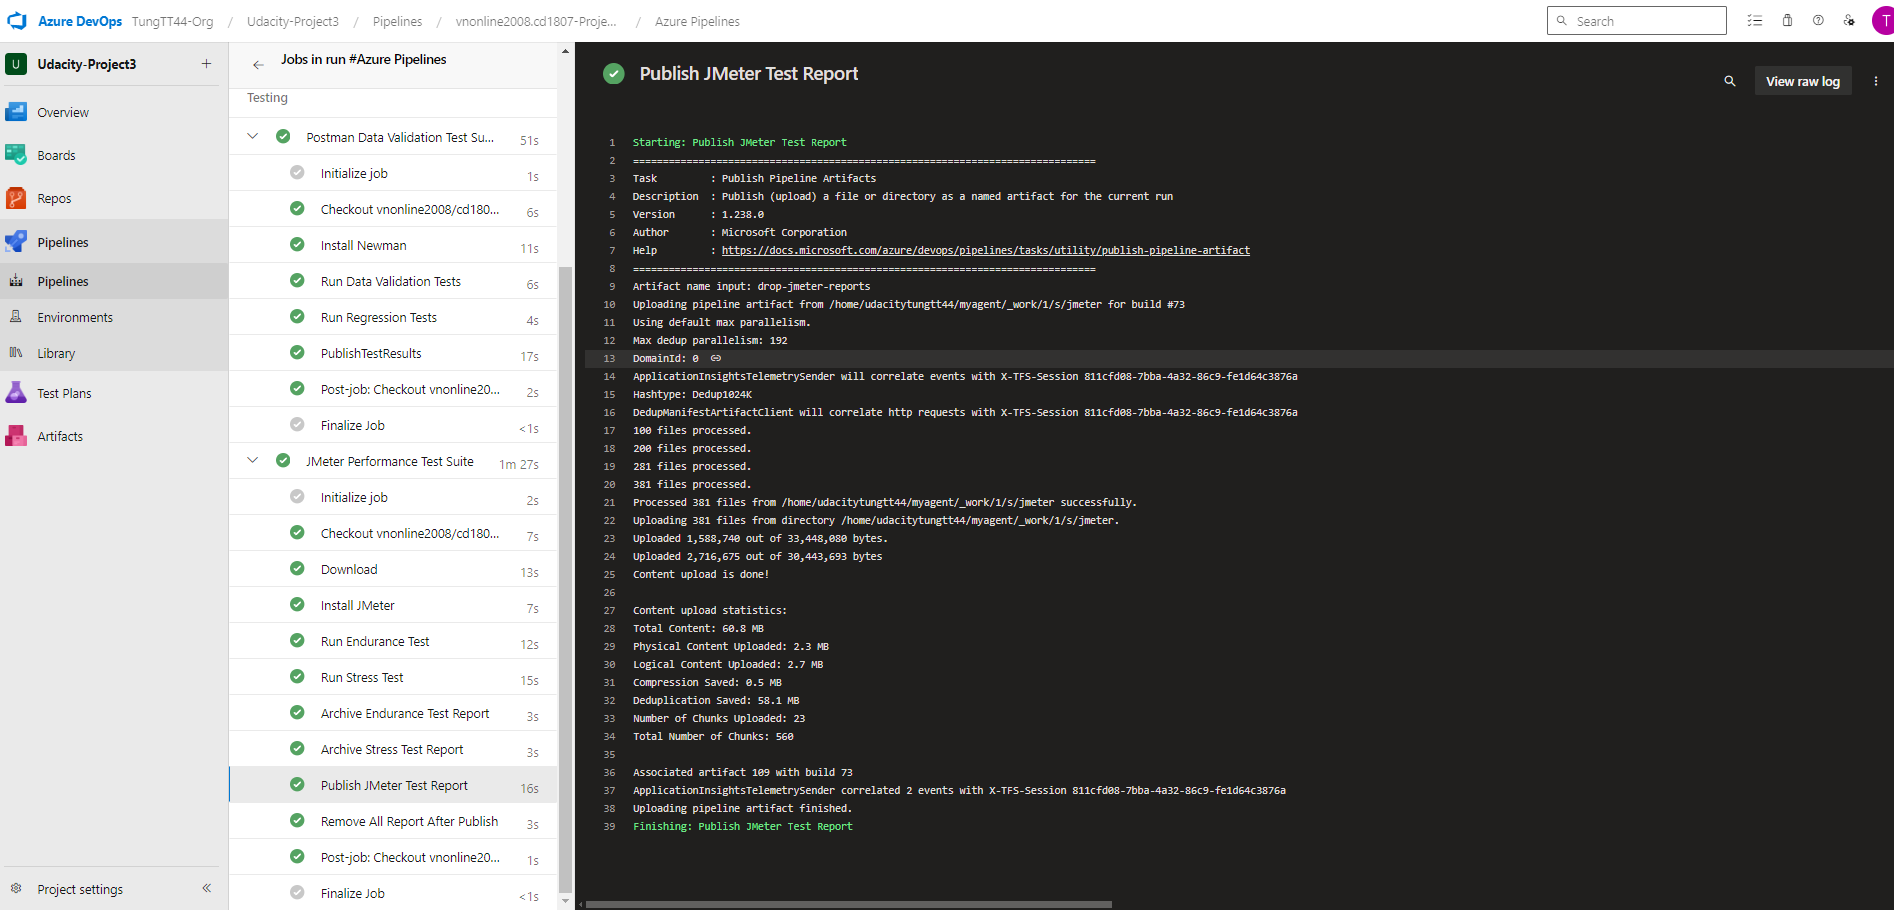 Azure DevOps TungTT44-Org / Udacity-Project3 / Pipelines / vnonline2008.cd1807-Proje... / Azure Pipelines
Search
T
U Udacity-Project3 +
Overview
Boards
Repos
Pipelines
Pipelines
Environments
Library
Test Plans
Artifacts
Project settings
Jobs in run #Azure Pipelines
Testing
Postman Data Validation Test Su... 51s
Initialize job 1s
Checkout vnonline2008/cd180... 6s
Install Newman 11s
Run Data Validation Tests 6s
Run Regression Tests 4s
PublishTestResults 17s
Post-job: Checkout vnonline20... 2s
Finalize Job <1s
JMeter Performance Test Suite 1m 27s
Initialize job 2s
Checkout vnonline2008/cd180... 7s
Download 13s
Install JMeter 7s
Run Endurance Test 12s
Run Stress Test 15s
Archive Endurance Test Report 3s
Archive Stress Test Report 3s
Publish JMeter Test Report 16s
Remove All Report After Publish 3s
Post-job: Checkout vnonline20... 1s
Finalize Job <1s
Publish JMeter Test Report
View raw log
1 Starting: Publish JMeter Test Report
2 ==============================================================================
3 Task : Publish Pipeline Artifacts
4 Description : Publish (upload) a file or directory as a named artifact for the current run
5 Version : 1.238.0
6 Author : Microsoft Corporation
7 Help : https://docs.microsoft.com/azure/devops/pipelines/tasks/utility/publish-pipeline-artifact
8 ==============================================================================
9 Artifact name input: drop-jmeter-reports
10 Uploading pipeline artifact from /home/udacitytungtt44/myagent/_work/1/s/jmeter for build #73
11 Using default max parallelism.
12 Max dedup parallelism: 192
13 DomainId: 0
14 ApplicationInsightsTelemetrySender will correlate events with X-TFS-Session 811cfd08-7bba-4a32-86c9-fe1d64c3876a
15 Hashtype: Dedup1024K
16 DedupManifestArtifactClient will correlate http requests with X-TFS-Session 811cfd08-7bba-4a32-86c9-fe1d64c3876a
17 100 files processed.
18 200 files processed.
19 281 files processed.
20 381 files processed.
21 Processed 381 files from /home/udacitytungtt44/myagent/_work/1/s/jmeter successfully.
22 Uploading 381 files from directory /home/udacitytungtt44/myagent/_work/1/s/jmeter.
23 Uploaded 1,588,740 out of 33,448,080 bytes.
24 Uploaded 2,716,675 out of 30,443,693 bytes
25 Content upload is done!
26
27 Content upload statistics:
28 Total Content: 60.8 MB
29 Physical Content Uploaded: 2.3 MB
30 Logical Content Uploaded: 2.7 MB
31 Compression Saved: 0.5 MB
32 Deduplication Saved: 58.1 MB
33 Number of Chunks Uploaded: 23
34 Total Number of Chunks: 560
35
36 Associated artifact 109 with build 73
37 ApplicationInsightsTelemetrySender correlated 2 events with X-TFS-Session 811cfd08-7bba-4a32-86c9-fe1d64c3876a
38 Uploading pipeline artifact finished.
39 Finishing: Publish JMeter Test Report